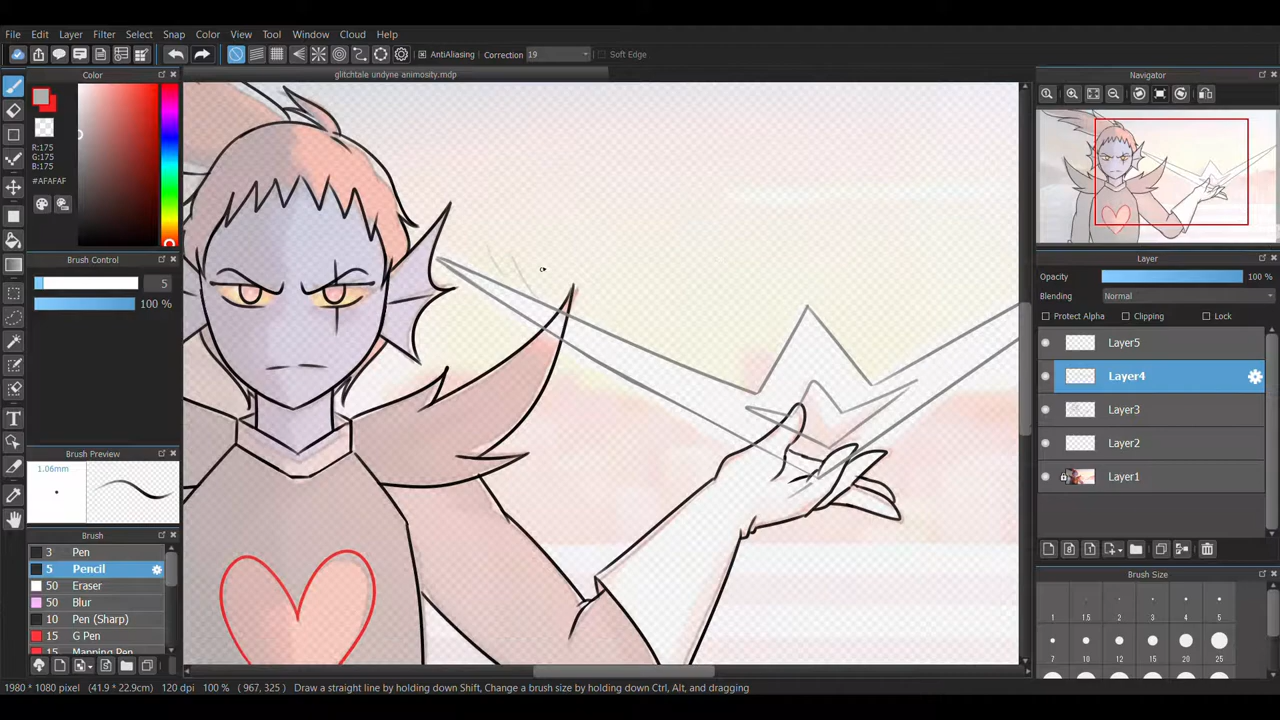 File Edit Layer Filter Select Snap Color View Tool Window Cloud Help
AntiAliasing Correction 19 Soft Edge
Color
glitchtale undyne animosity.mdp
Navigator
R:175
G:175
B:175
#AFAFAF
Brush Control
5
100 %
Layer
Opacity 100 %
Blending Normal
Protect Alpha Clipping Lock
Layer5
Layer4
Layer3
Layer2
Layer1
Brush Preview
1.06mm
Brush
3 Pen
5 Pencil
50 Eraser
50 Blur
10 Pen (Sharp)
15 G Pen
15 Mapping Pen
Brush Size
1 1.5 2 3 4 5
7 10 12 15 20 25
1980 * 1080 pixel (41.9 * 22.9cm) 120 dpi 100 % ( 967, 325 ) Draw a straight line by holding down Shift, Change a brush size by holding down Ctrl, Alt, and dragging